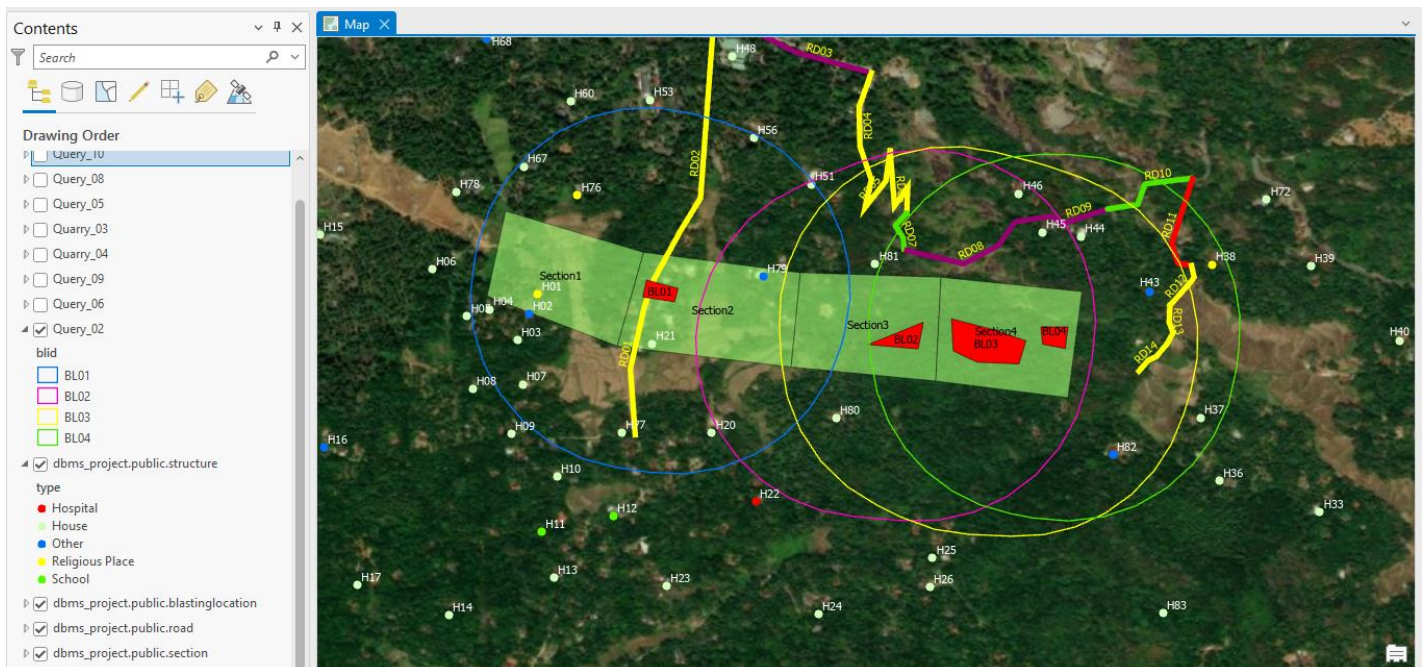 Contents
Search
Drawing Order
Query_10
Query_08
Query_05
Quarry_03
Quarry_04
Query_09
Query_06
Query_02
blid
BL01
BL02
BL03
BL04
dbms_project.public.structure
type
Hospital
House
Other
Religious Place
School
dbms_project.public.blastinglocation
dbms_project.public.road
dbms_project.public.section
Map
H68
H48
RD03
H60
H53
H56
RD04
RD02
H67
H78
H76
H51
H46
RD10
H72
H15
RD09
RD11
H45
H44
RD07
RD08
H06
Section1
H79
H81
H38
H39
H01
BL01
H43
RD12
H05
H04
H02
Section2
Section3
Section4
BL04
RD13
H40
H03
H21
BL02
BL03
RD01
RD14
H08
H07
H09
H77
H20
H80
H37
H16
H82
H10
H36
H22
H12
H33
H11
H25
H13
H17
H23
H26
H14
H24
H83